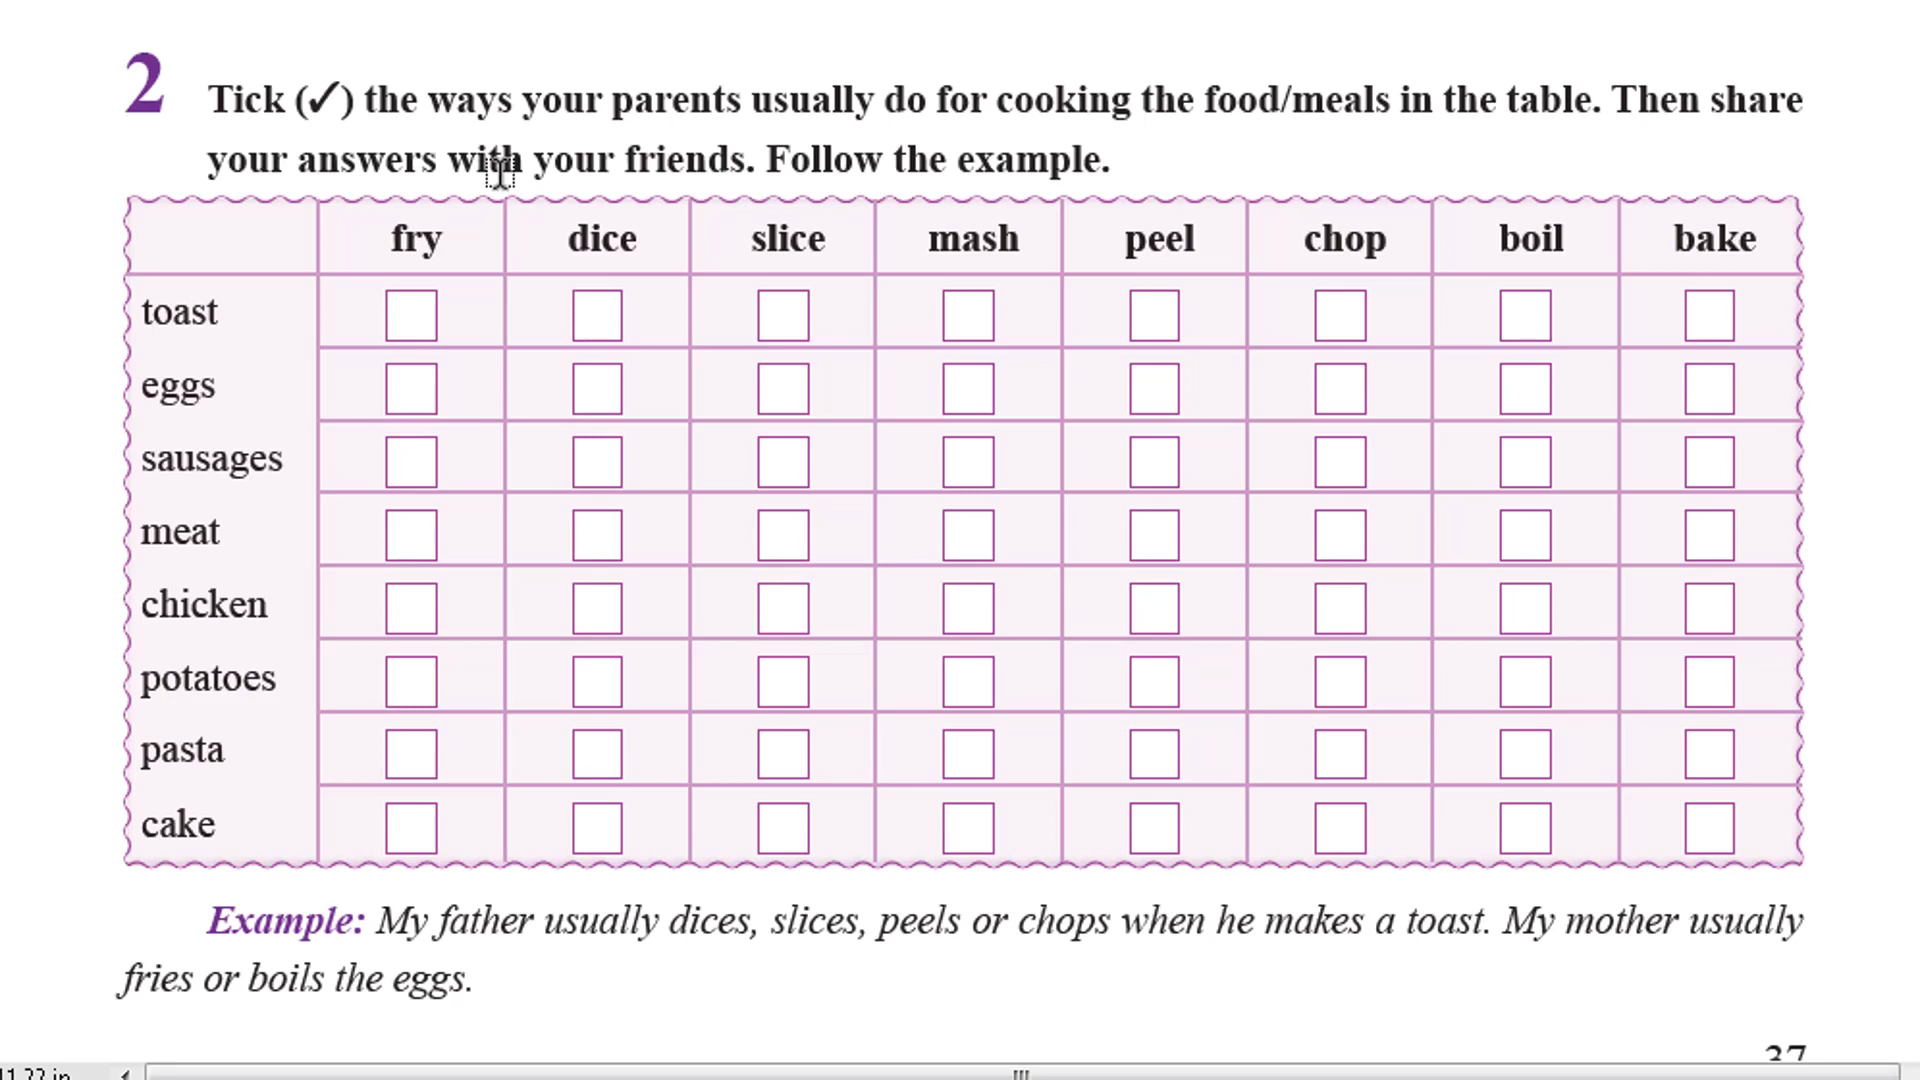 2
Tick (✓) the ways your parents usually do for cooking the food/meals in the table. Then share
your answers with your friends. Follow the example.
fry dice slice mash peel chop boil bake
toast
eggs
sausages
meat
chicken
potatoes
pasta
cake
Example: My father usually dices, slices, peels or chops when he makes a toast. My mother usually
fries or boils the eggs.
37